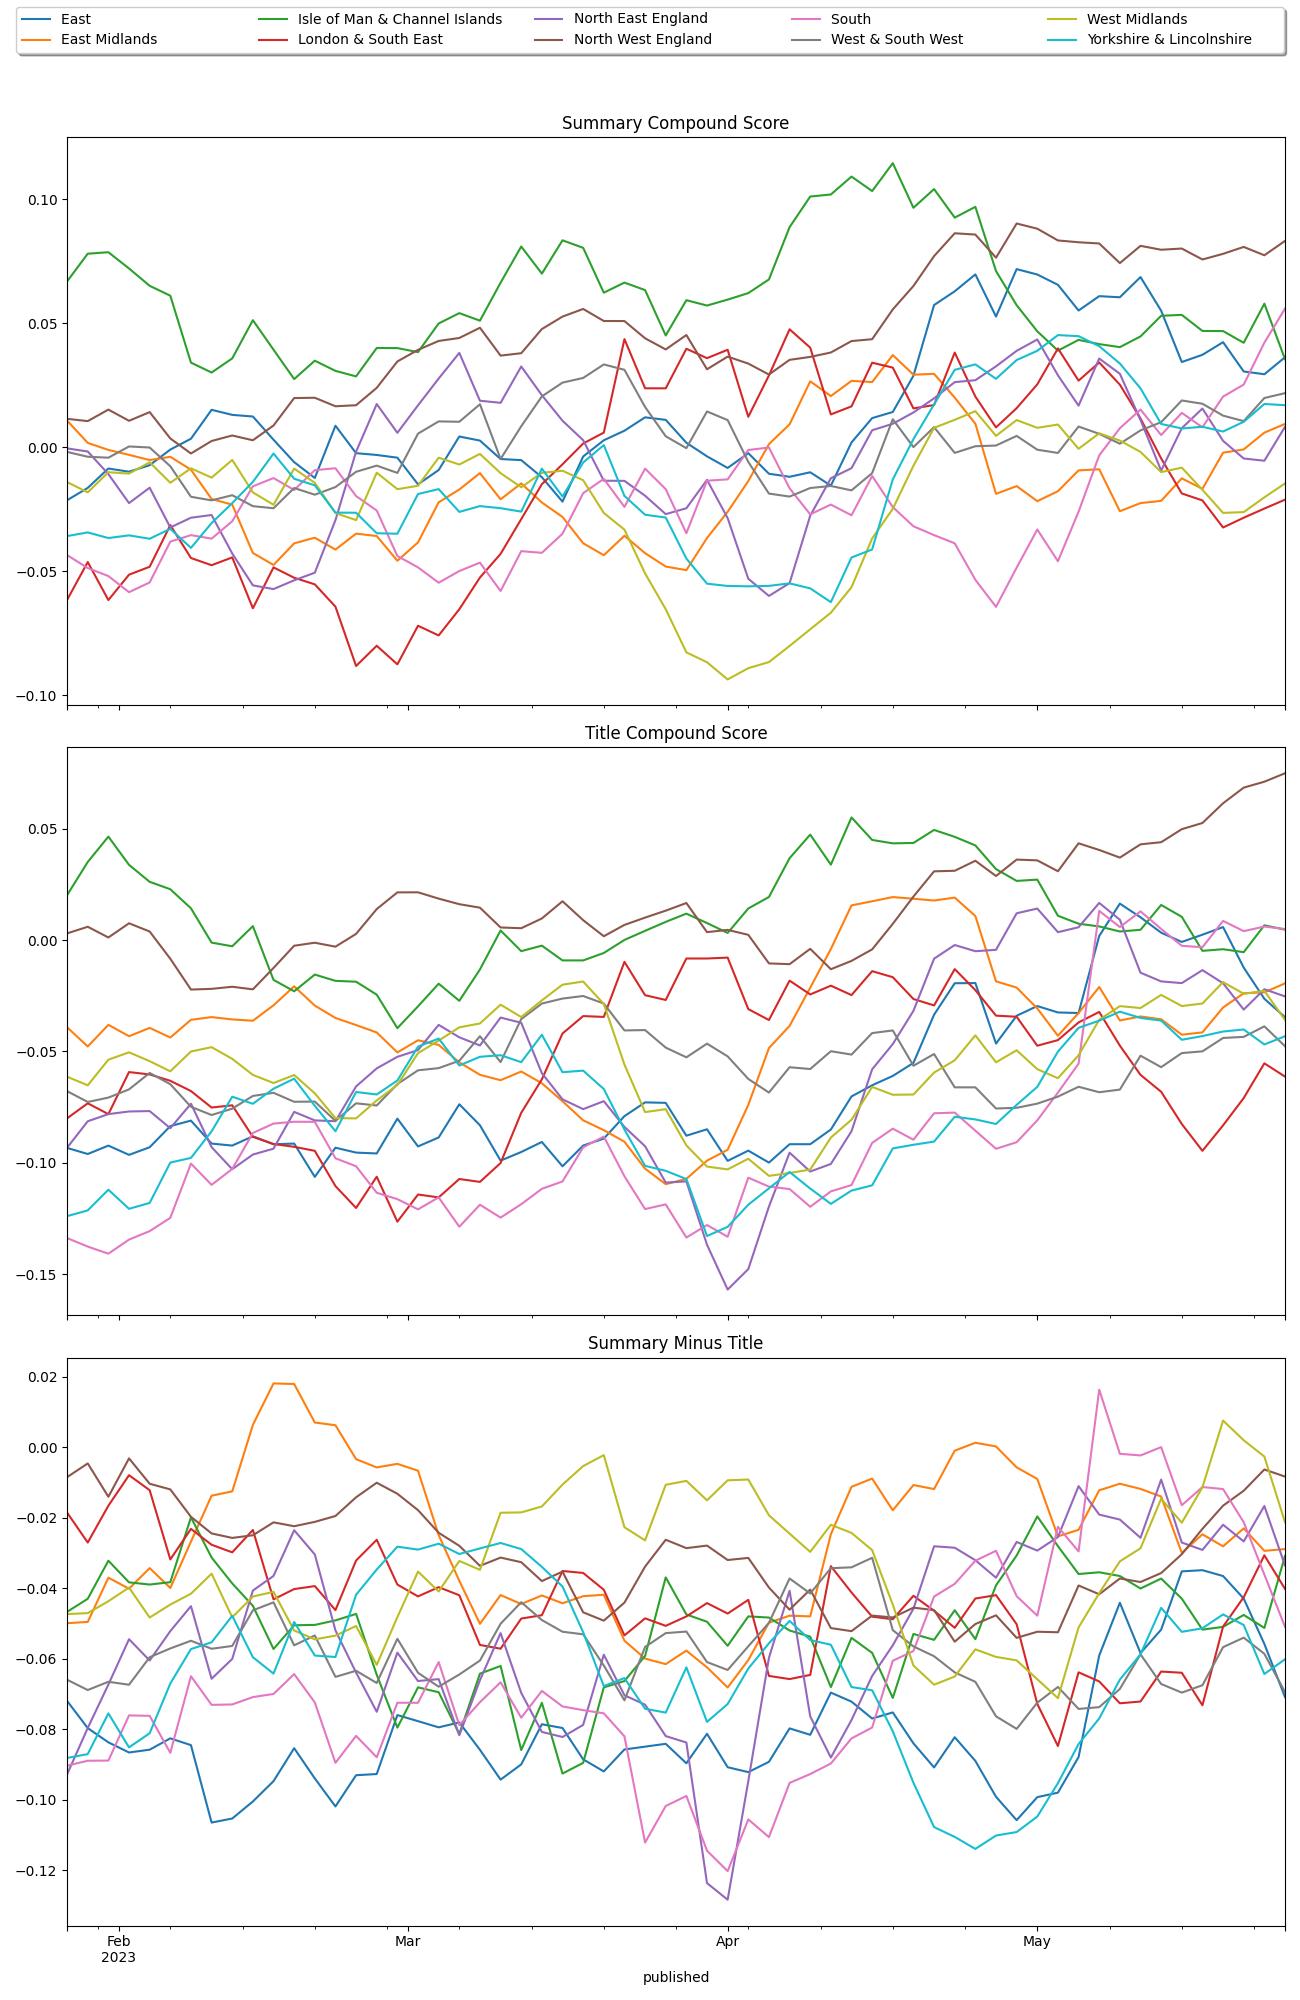 East
East Midlands
Isle of Man & Channel Islands
London & South East
North East England
North West England
South
West & South West
West Midlands
Yorkshire & Lincolnshire
Summary Compound Score
0.10
0.05
0.00
−0.05
−0.10
Title Compound Score
0.05
0.00
−0.05
−0.10
−0.15
Summary Minus Title
0.02
0.00
−0.02
−0.04
−0.06
−0.08
−0.10
−0.12
Feb Mar Apr May
2023
published